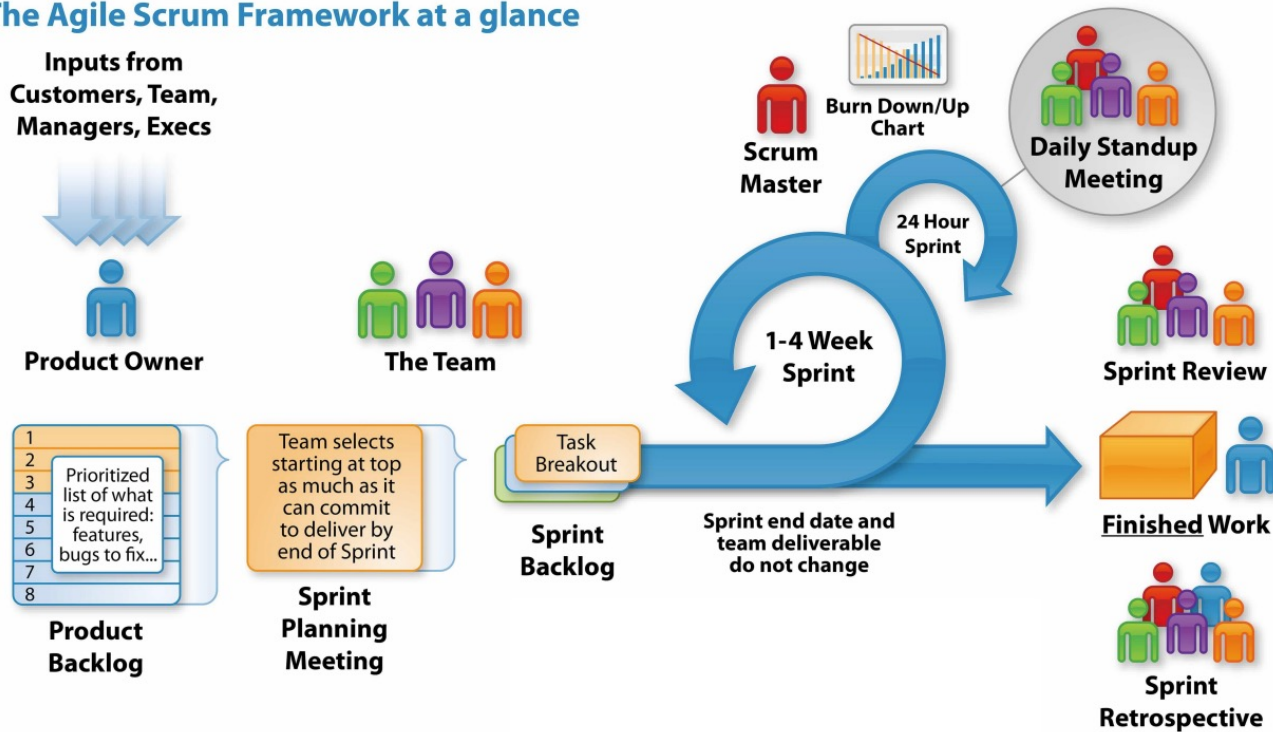 The Agile Scrum Framework at a glance
Inputs from
Customers, Team,
Managers, Execs
Product Owner
The Team
Scrum
Master
Burn Down/Up
Chart
Daily Standup
Meeting
24 Hour
Sprint
1-4 Week
Sprint
Sprint Review
1
2
3
4
5
6
7
8
Prioritized
list of what
is required:
features,
bugs to fix...
Product
Backlog
Team selects
starting at top
as much as it
can commit
to deliver by
end of Sprint
Sprint
Planning
Meeting
Task
Breakout
Sprint
Backlog
Sprint end date and
team deliverable
do not change
Finished Work
Sprint
Retrospective